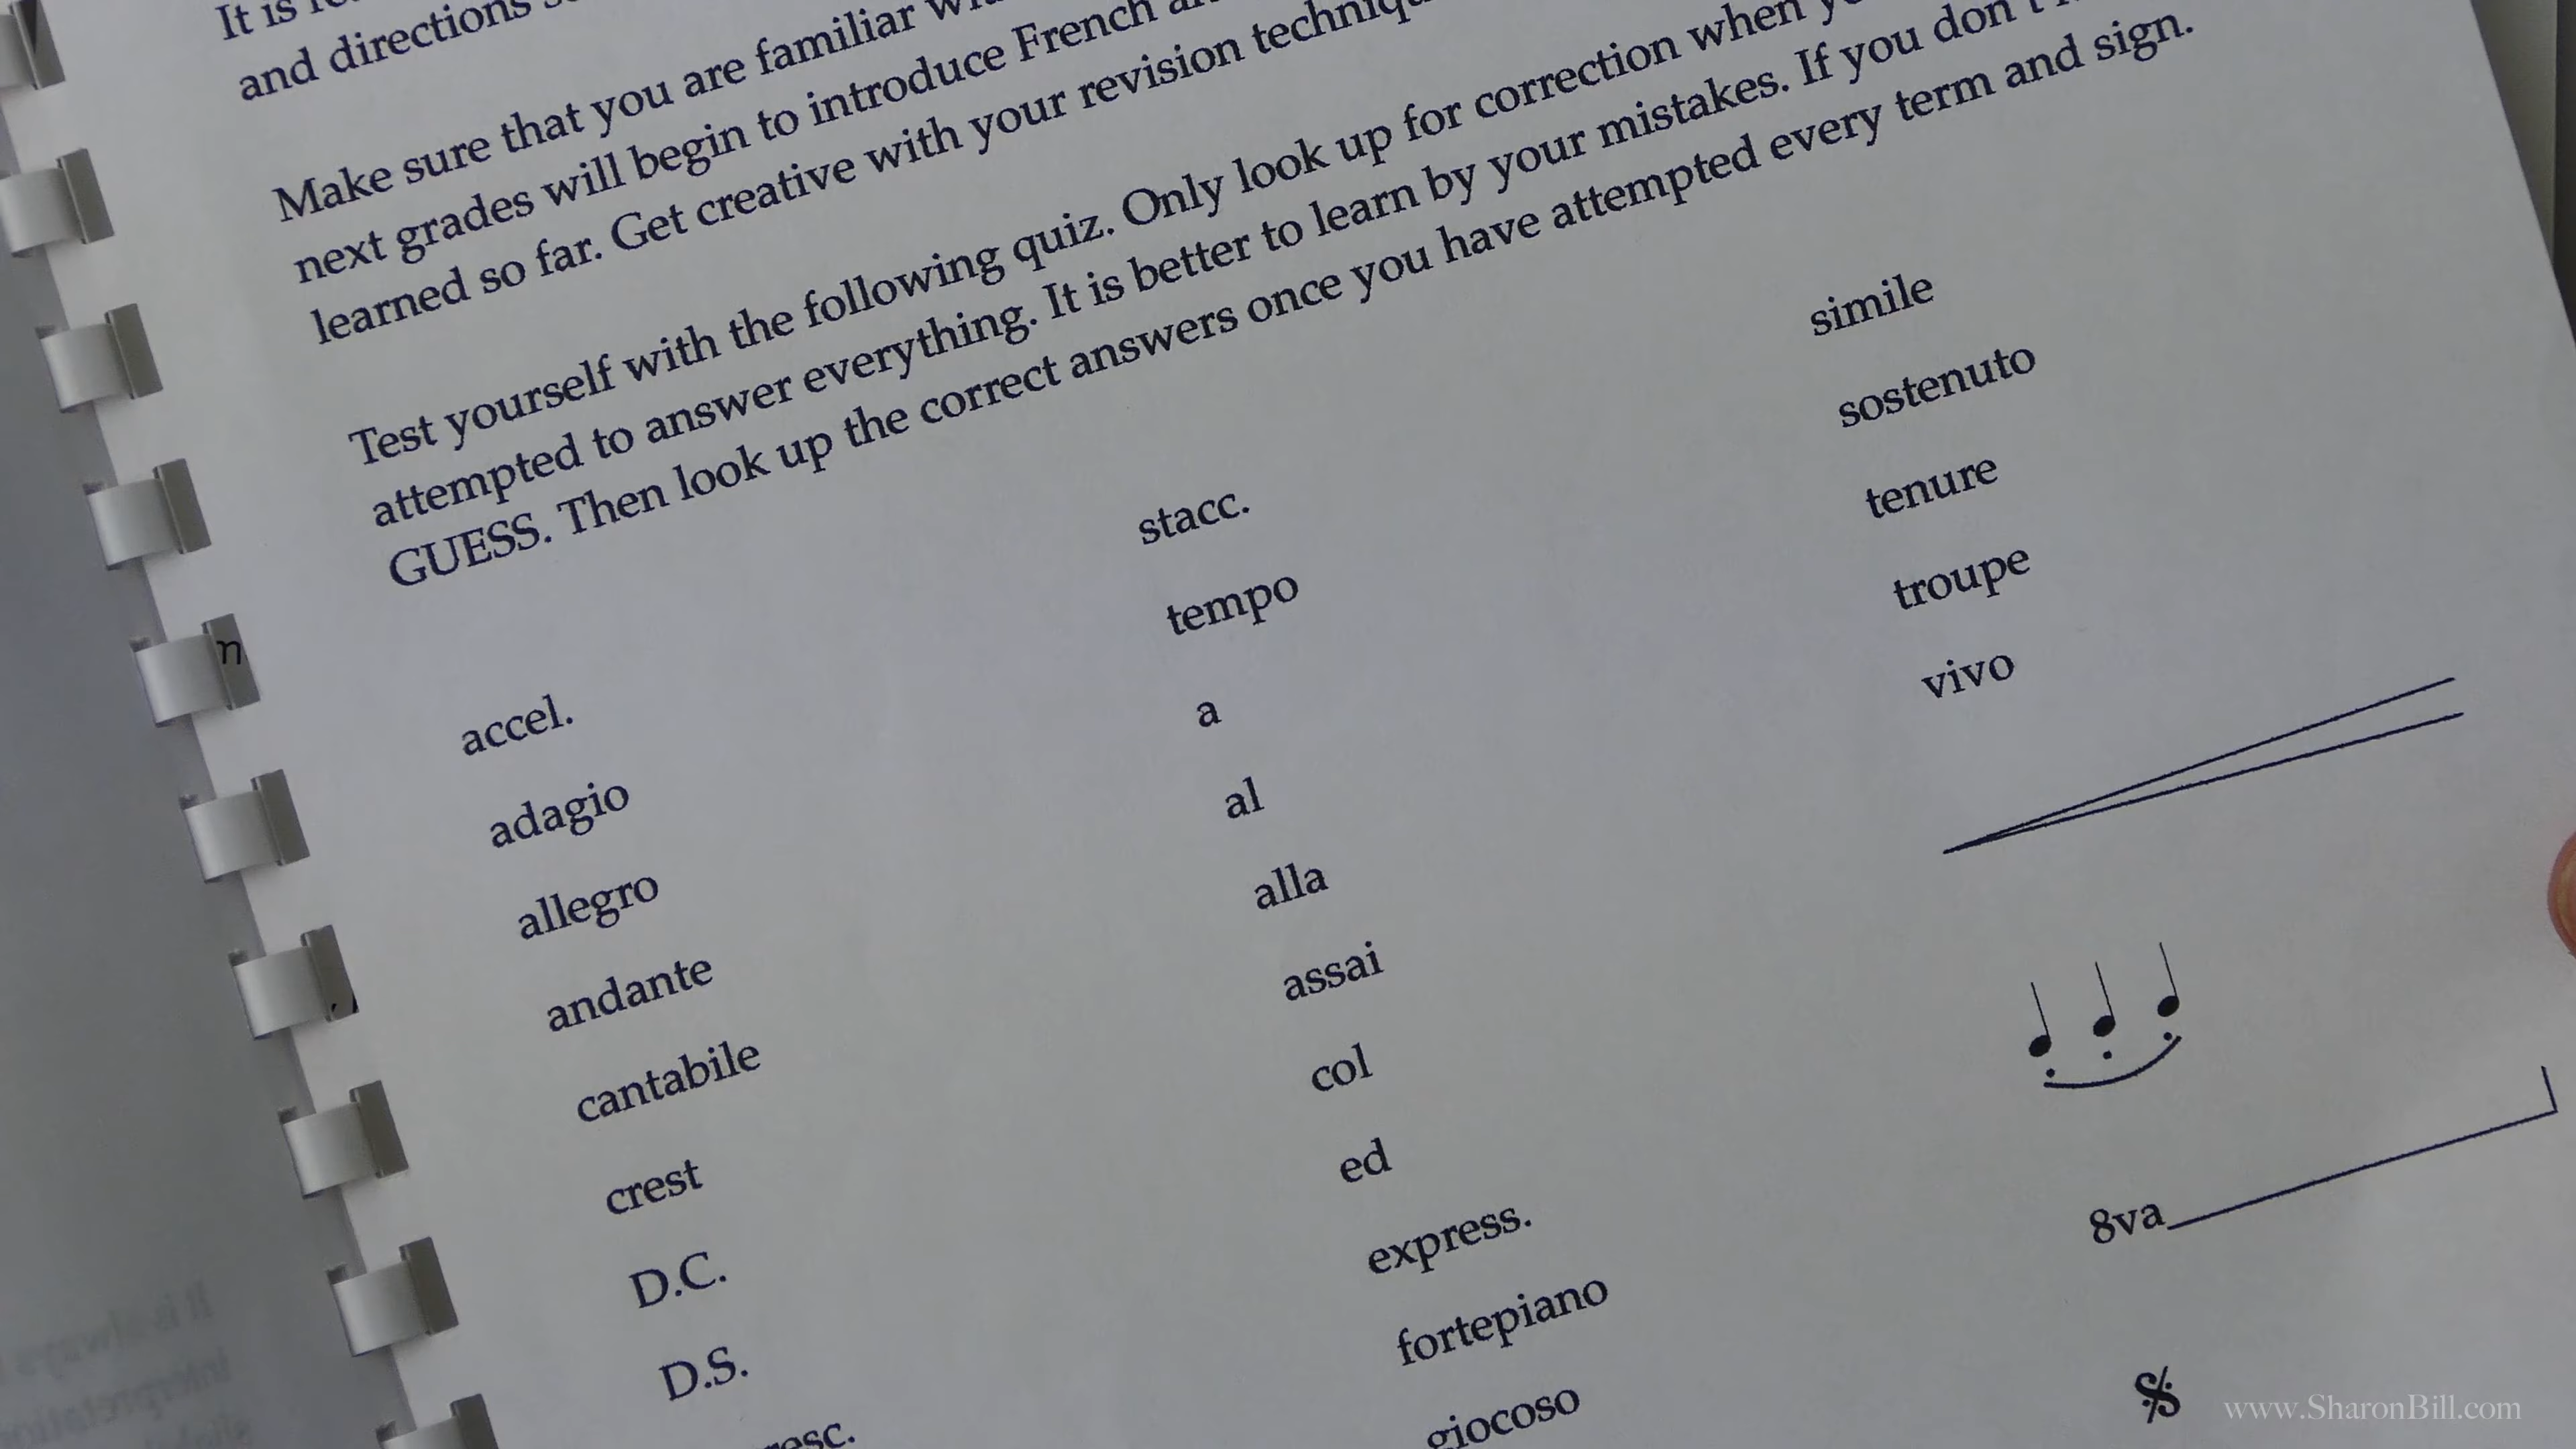 It is
and directions
Make sure that you are familiar
next grades will begin to introduce French
learned so far. Get creative with your revision
Test yourself with the following quiz. Only look up for correction when
attempted to answer everything. It is better to learn by your mistakes. If you don't
GUESS. Then look up the correct answers once you have attempted every term and sign.
accel.
adagio
allegro
andante
cantabile
crest
D.C.
D.S.
stacc.
tempo
a
al
alla
assai
col
ed
express.
fortepiano
giocoso
simile
sostenuto
tenure
troupe
vivo
8va
www.SharonBill.com